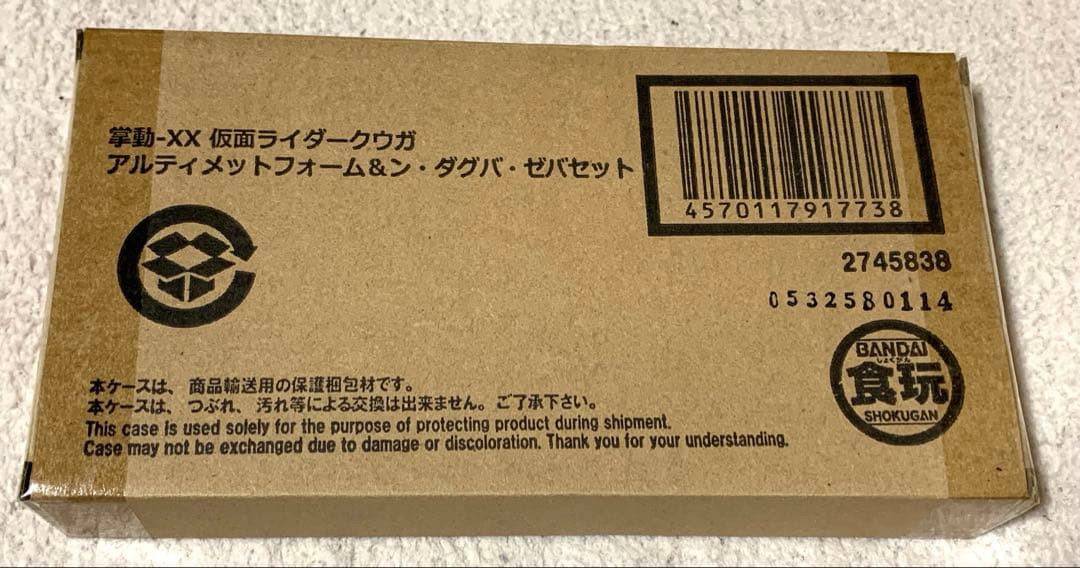 掌動-XX 仮面ライダークウガ
アルティメットフォーム&ン・ダグバ・ゼバセット
4570117917738
2745838
0532580114
BANDAI
しょくがん
食玩
SHOKUGAN
本ケースは、商品輸送用の保護梱包材です。
本ケースは、つぶれ、汚れ等による交換は出来ません。ご了承下さい。
This case is used solely for the purpose of protecting product during shipment.
Case may not be exchanged due to damage or discoloration. Thank you for your understanding.